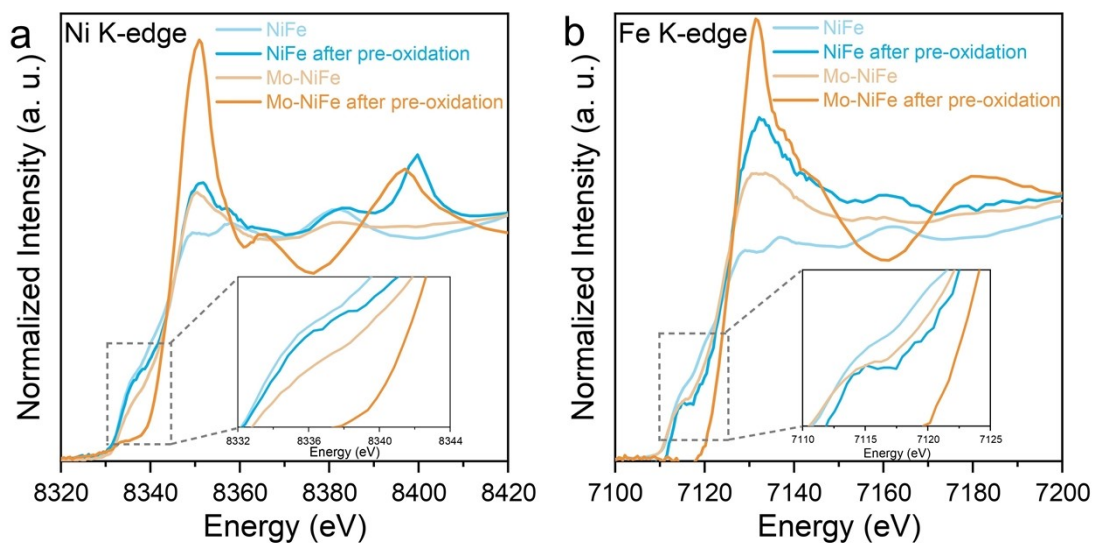 a
Ni K-edge
NiFe
NiFe after pre-oxidation
Mo-NiFe
Mo-NiFe after pre-oxidation
Normalized Intensity (a. u.)
8332 8336 8340 8344
Energy (eV)
8320 8340 8360 8380 8400 8420
Energy (eV)
b
Fe K-edge
NiFe
NiFe after pre-oxidation
Mo-NiFe
Mo-NiFe after pre-oxidation
Normalized Intensity (a. u.)
7110 7115 7120 7125
Energy (eV)
7100 7120 7140 7160 7180 7200
Energy (eV)